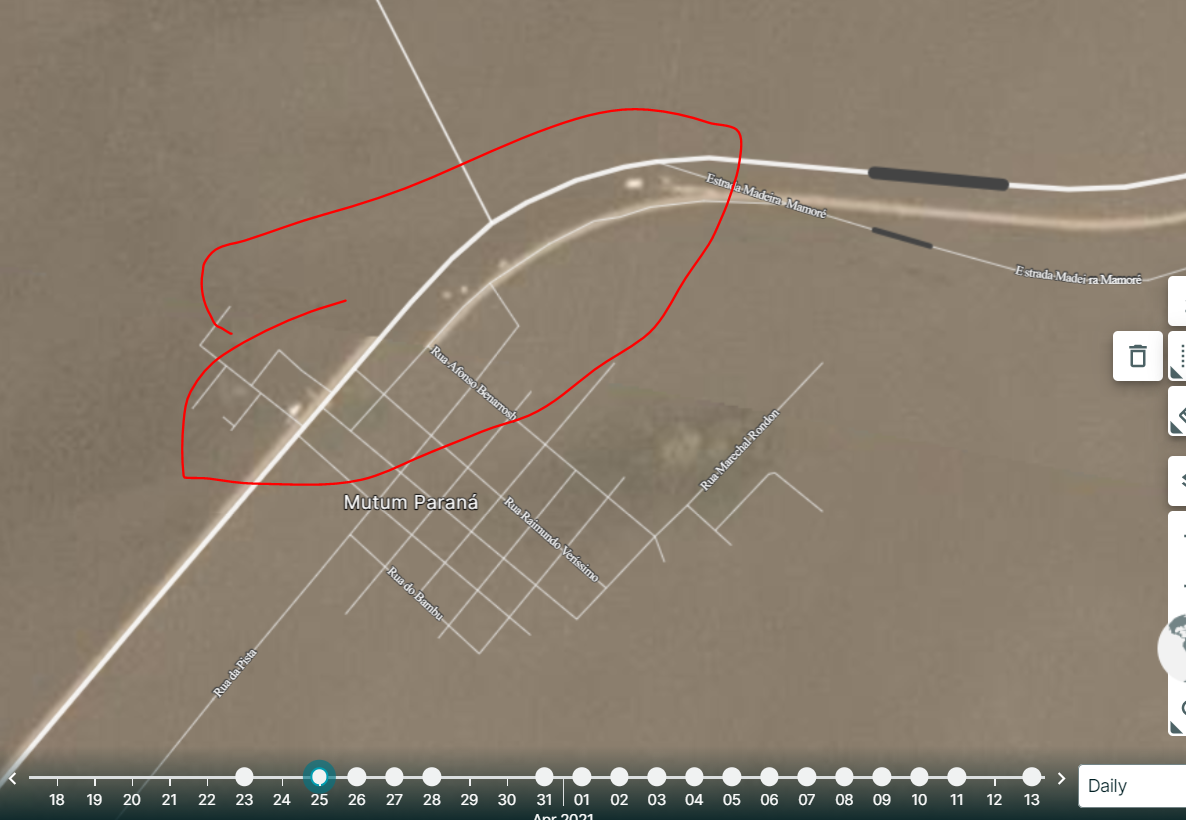 Estrada Madeira Mamoré
Estrada Madeira Mamoré
Rua Afonso Benarrosh
Rua Marechal Rondon
Mutum Paraná
Rua Raimundo Veríssimo
Rua do Bambu
Rua da Pista
18 19 20 21 22 23 24 25 26 27 28 29 30 31 01 02 03 04 05 06 07 08 09 10 11 12 13
Daily
Apr 2021